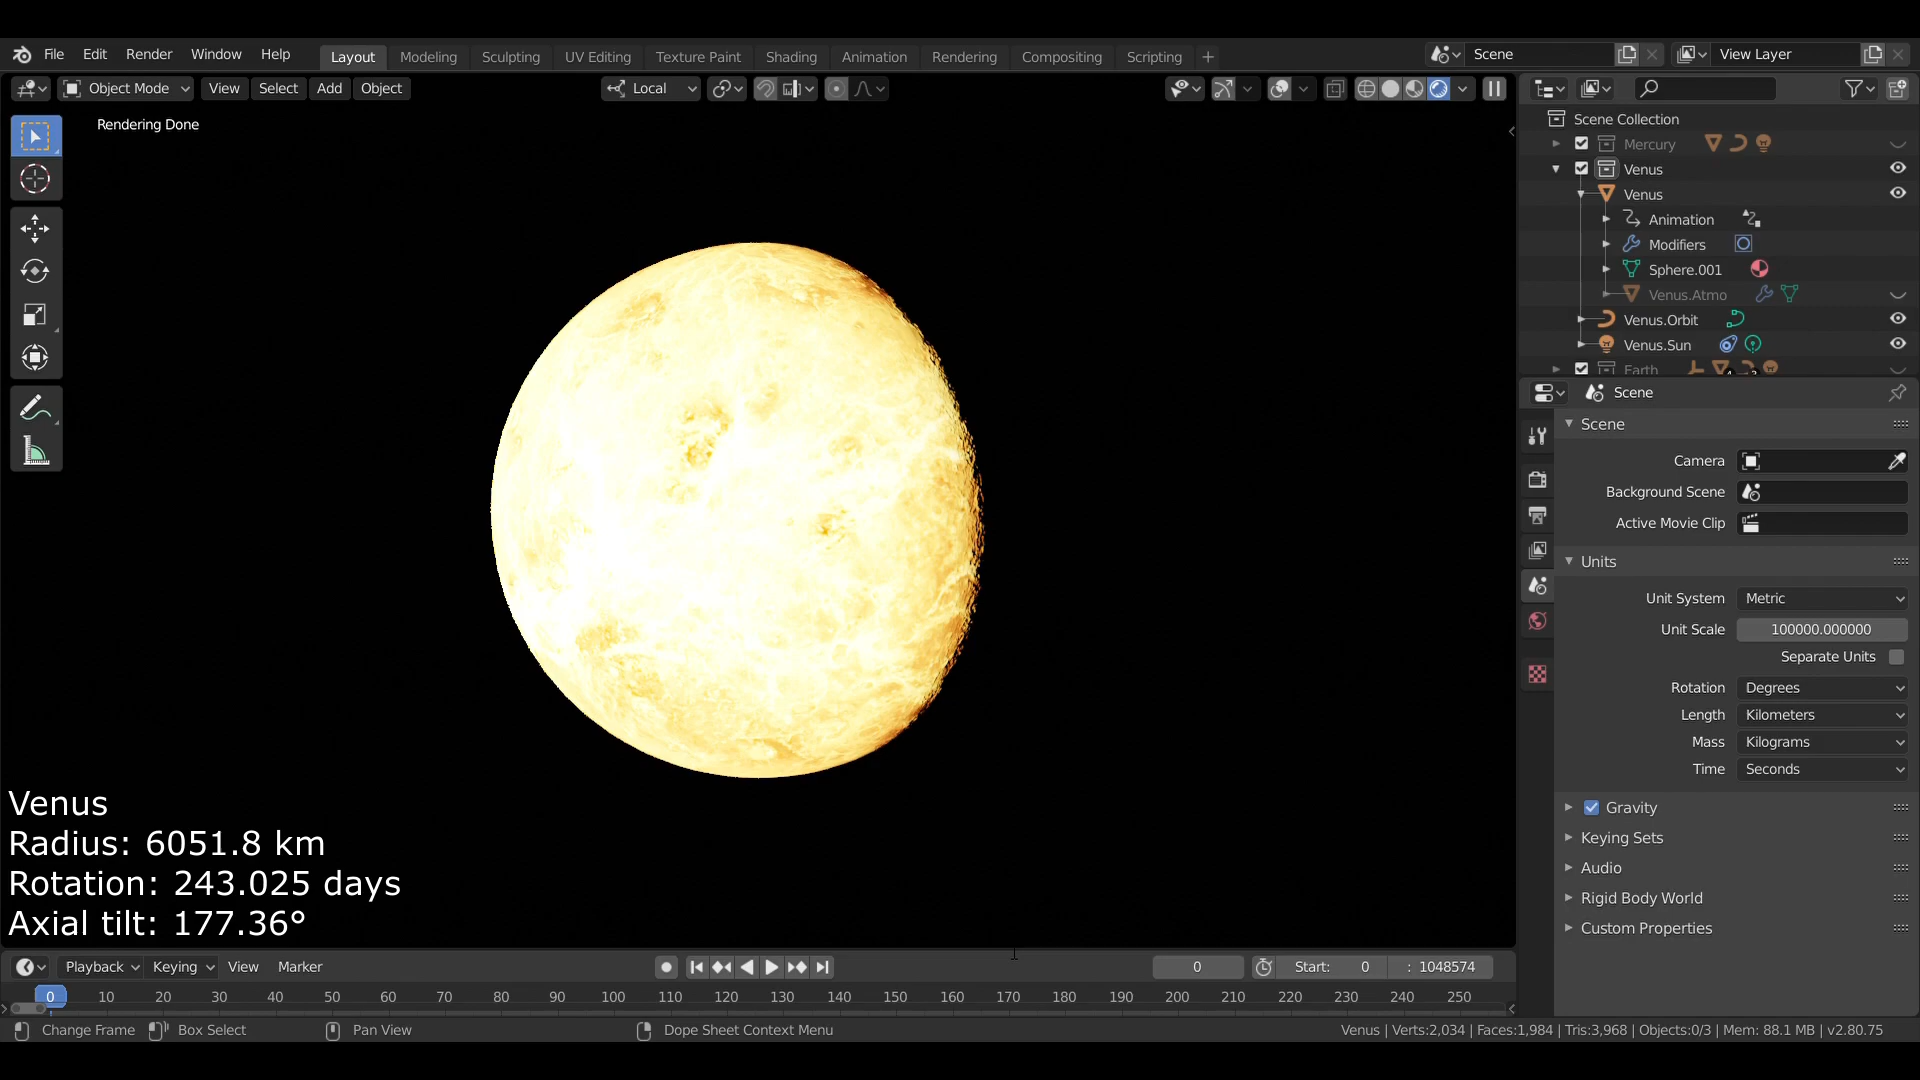 File Edit Render Window Help Layout Modeling Sculpting UV Editing Texture Paint Shading Animation Rendering Compositing Scripting + Scene View Layer
Object Mode View Select Add Object Local
Rendering Done
Scene Collection
Mercury
Venus
Venus
Animation
Modifiers
Sphere.001
Venus.Atmo
Venus.Orbit
Venus.Sun
Earth
Scene
Scene
Camera
Background Scene
Active Movie Clip
Units
Unit System Metric
Unit Scale 100000.000000
Separate Units
Rotation Degrees
Length Kilometers
Mass Kilograms
Time Seconds
Gravity
Keying Sets
Audio
Rigid Body World
Custom Properties
Venus
Radius: 6051.8 km
Rotation: 243.025 days
Axial tilt: 177.36°
Playback Keying View Marker 0 Start: 0 : 1048574
0 10 20 30 40 50 60 70 80 90 100 110 120 130 140 150 160 170 180 190 200 210 220 230 240 250
Change Frame Box Select Pan View Dope Sheet Context Menu Venus | Verts:2,034 | Faces:1,984 | Tris:3,968 | Objects:0/3 | Mem: 88.1 MB | v2.80.75